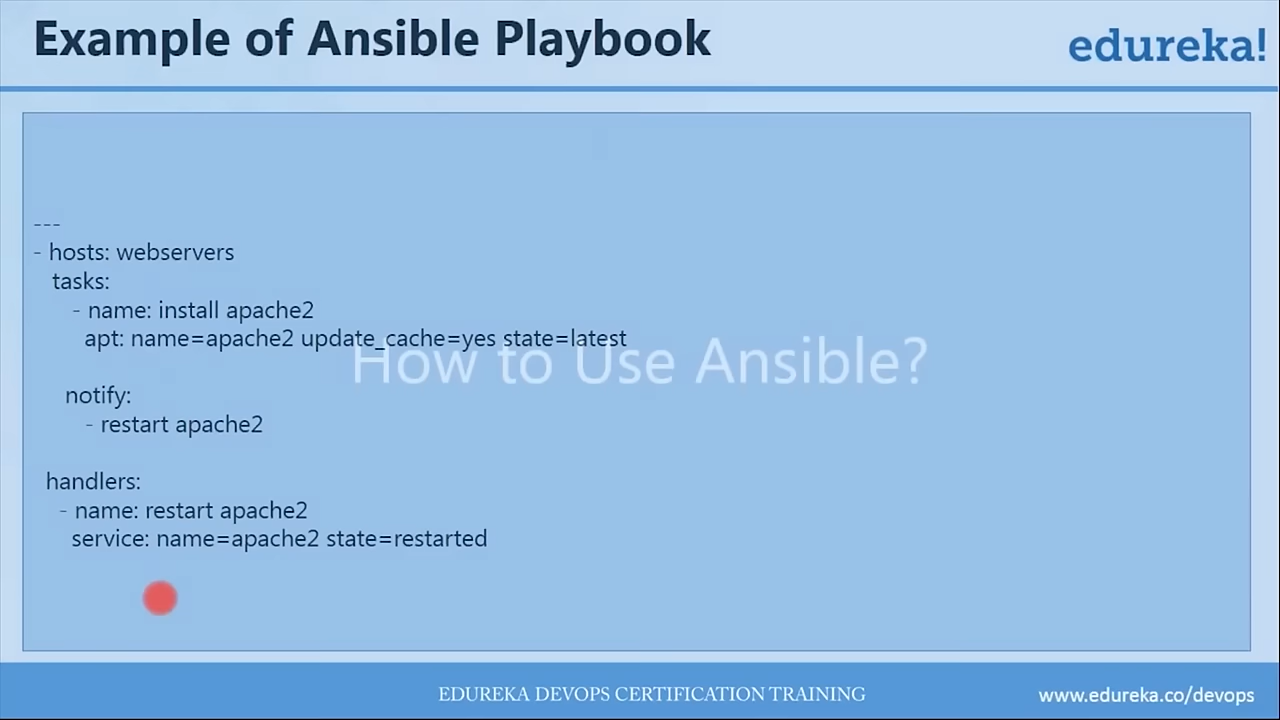 Example of Ansible Playbook
edureka!
---
- hosts: webservers
tasks:
- name: install apache2
apt: name=apache2 update_cache=yes state=latest
How to Use Ansible?
notify:
- restart apache2
handlers:
- name: restart apache2
service: name=apache2 state=restarted
EDUREKA DEVOPS CERTIFICATION TRAINING
www.edureka.co/devops